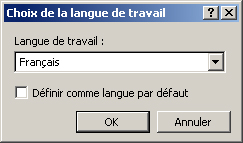 Choix de la langue de travail
Langue de travail :
Français
Définir comme langue par défaut
OK Annuler